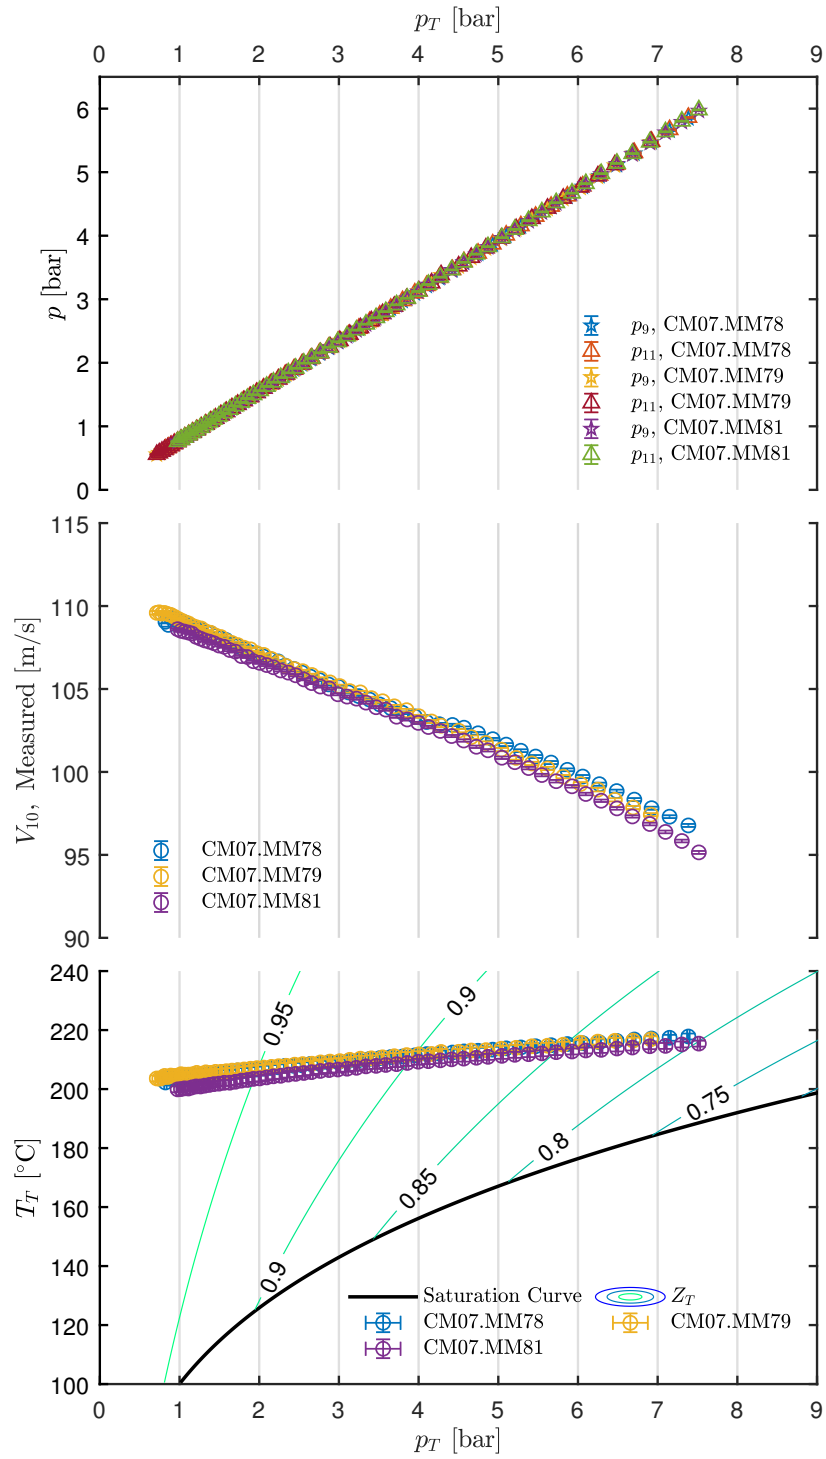 p_T [bar]
0 1 2 3 4 5 6 7 8 9
6
5
4
3
2
1
0
p [bar]
p_9, CM07.MM78
p_11, CM07.MM78
p_9, CM07.MM79
p_11, CM07.MM79
p_9, CM07.MM81
p_11, CM07.MM81
115
110
105
100
95
90
V_10, Measured [m/s]
CM07.MM78
CM07.MM79
CM07.MM81
240
220
200
180
160
140
120
100
T_T [°C]
0.95
0.9
0.75
0.8
0.85
0.9
Saturation Curve Z_T
CM07.MM78 CM07.MM79
CM07.MM81
0 1 2 3 4 5 6 7 8 9
p_T [bar]